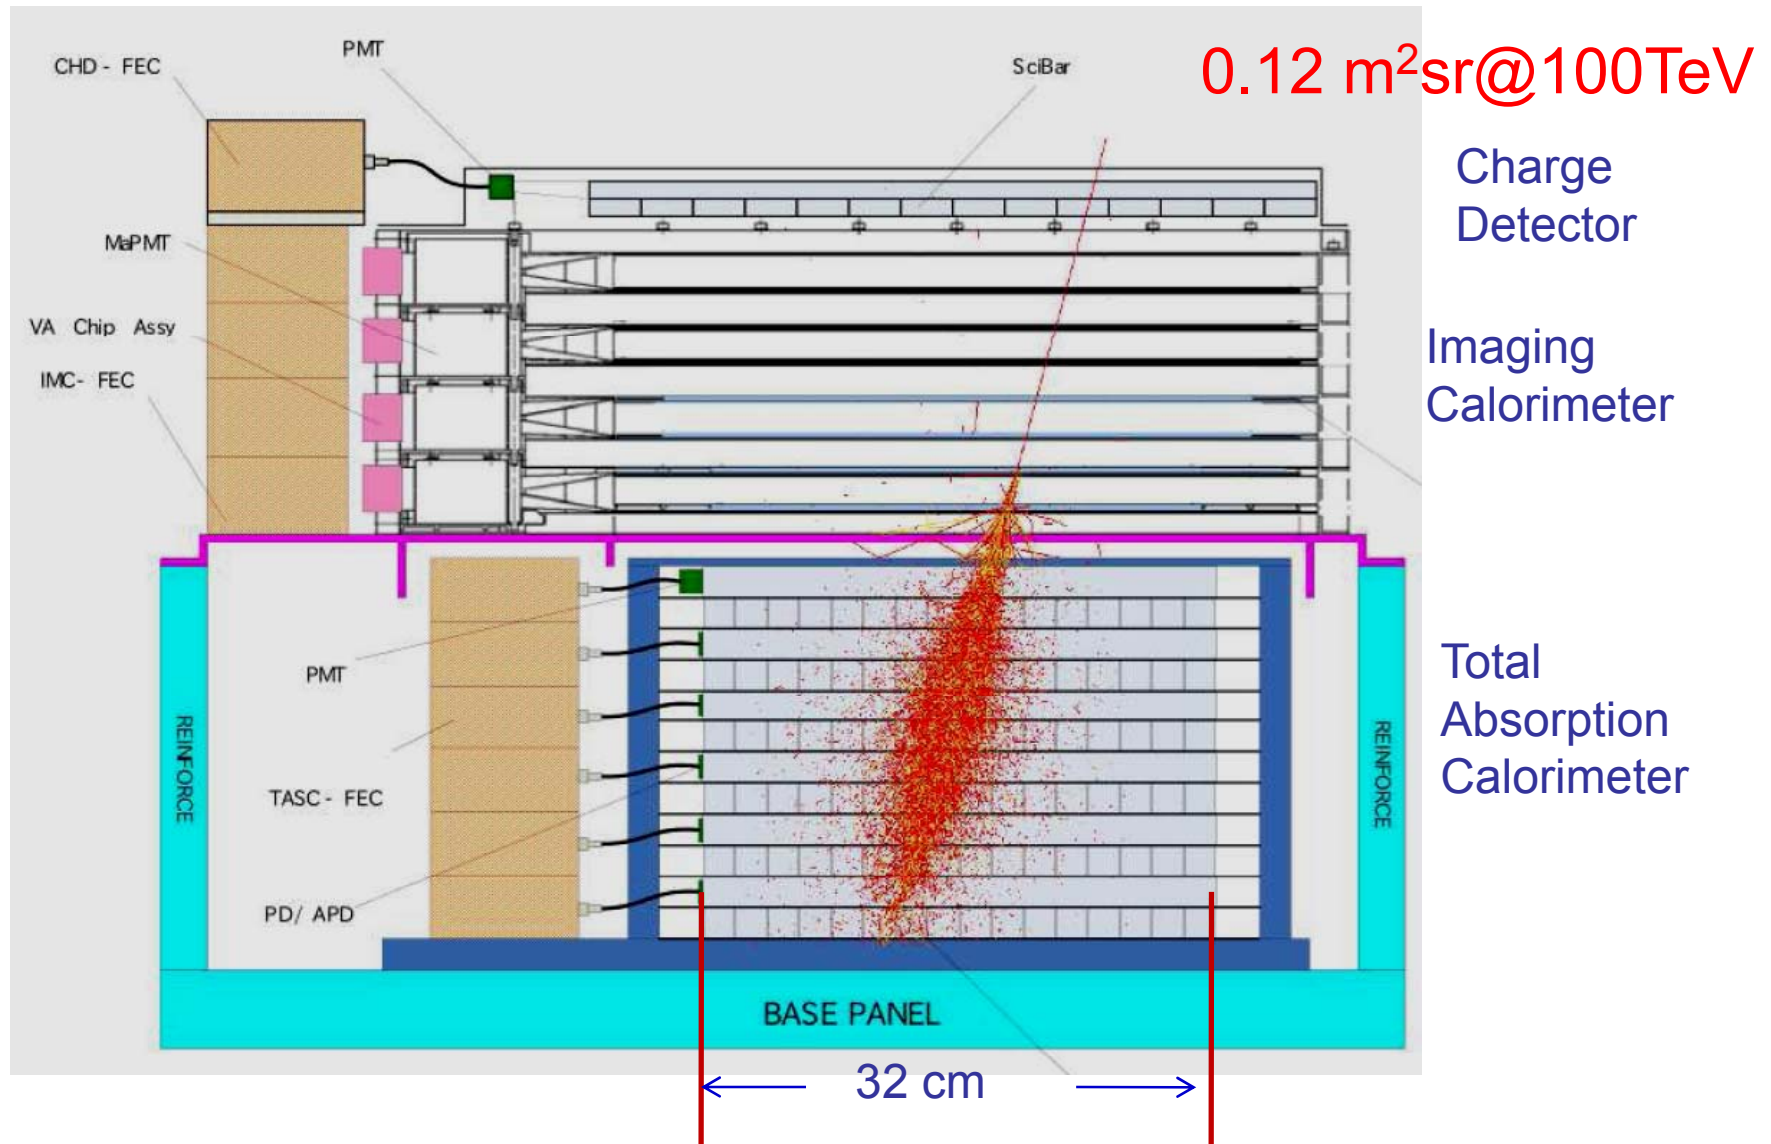 PMT
CHD - FEC
SciBar
0.12 m²sr@100TeV
Charge
Detector
MaPMT
VA Chip Assy
IMC- FEC
Imaging
Calorimeter
PMT
TASC - FEC
PD/ APD
REINFORCE
REINFORCE
Total
Absorption
Calorimeter
BASE PANEL
32 cm